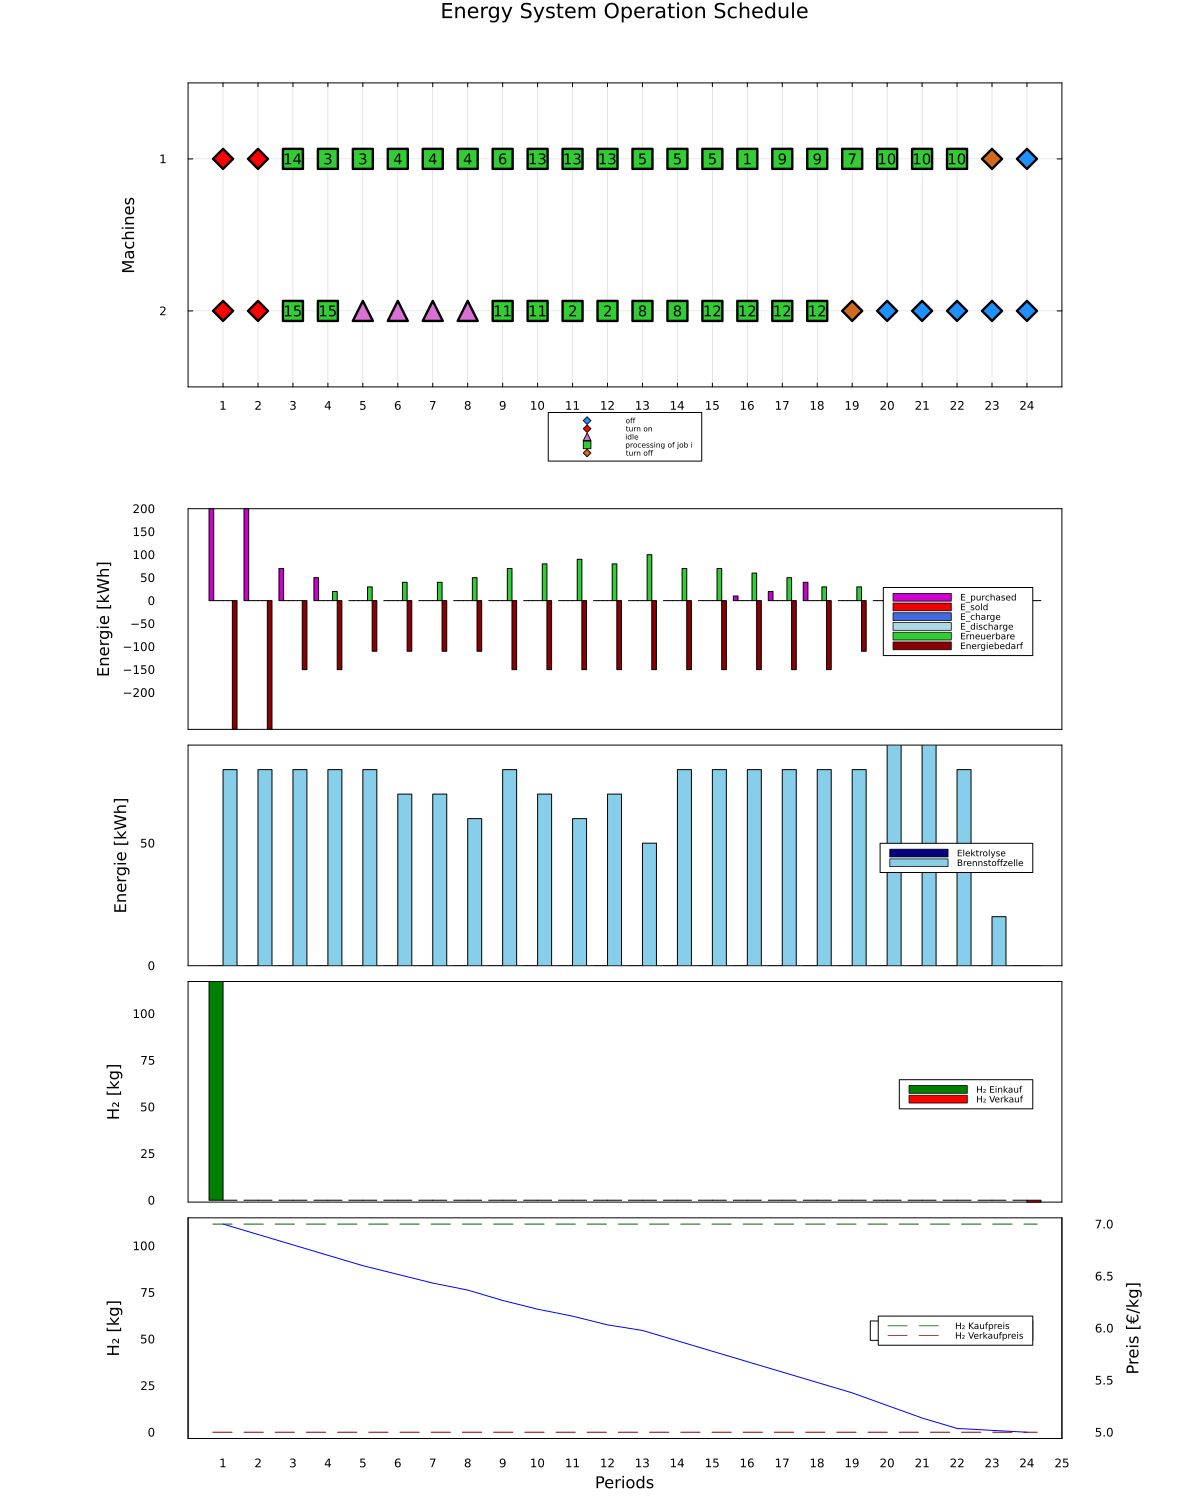 Energy System Operation Schedule
Machines
1
14 3 3 4 4 4 6 13 13 13 5 5 5 1 9 9 7 10 10 10
2
15 15 11 11 2 2 8 8 12 12 12 12
1 2 3 4 5 6 7 8 9 10 11 12 13 14 15 16 17 18 19 20 21 22 23 24
off
turn on
idle
processing of job i
turn off
Energie [kWh]
200
150
100
50
0
−50
−100
−150
−200
E_purchased
E_sold
E_charge
E_discharge
Erneuerbare
Energiebedarf
Energie [kWh]
50
0
Elektrolyse
Brennstoffzelle
H₂ [kg]
100
75
50
25
0
H₂ Einkauf
H₂ Verkauf
H₂ [kg]
100
75
50
25
0
H₂ Kaufpreis
H₂ Verkaufpreis
7.0
6.5
6.0
5.5
5.0
Preis [€/kg]
1 2 3 4 5 6 7 8 9 10 11 12 13 14 15 16 17 18 19 20 21 22 23 24 25
Periods